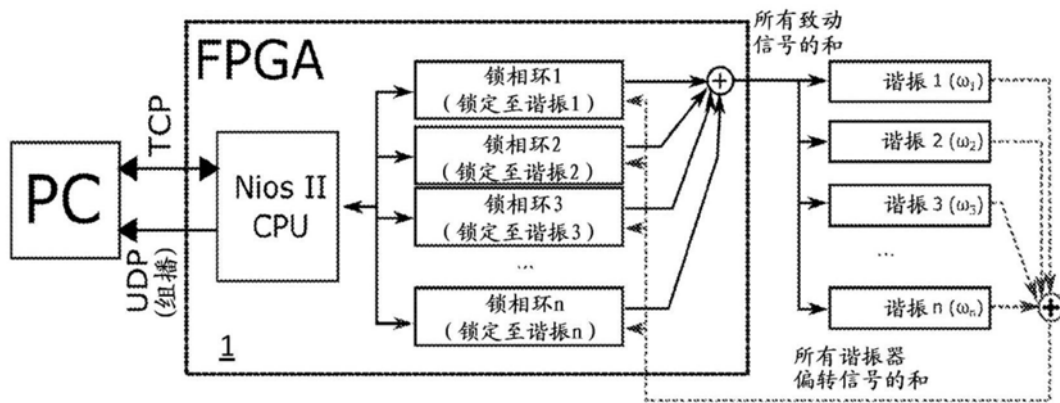 FPGA
PC
TCP
UDP
(组播)
Nios II
CPU
1
锁相环1
(锁定至谐振1)
锁相环2
(锁定至谐振2)
锁相环3
(锁定至谐振3)
...
锁相环n
(锁定至谐振n)
+
所有致动
信号的和
谐振 1 (ω₁)
谐振 2 (ω₂)
谐振 3 (ω₃)
...
谐振 n (ωₙ)
+
所有谐振器
偏转信号的和